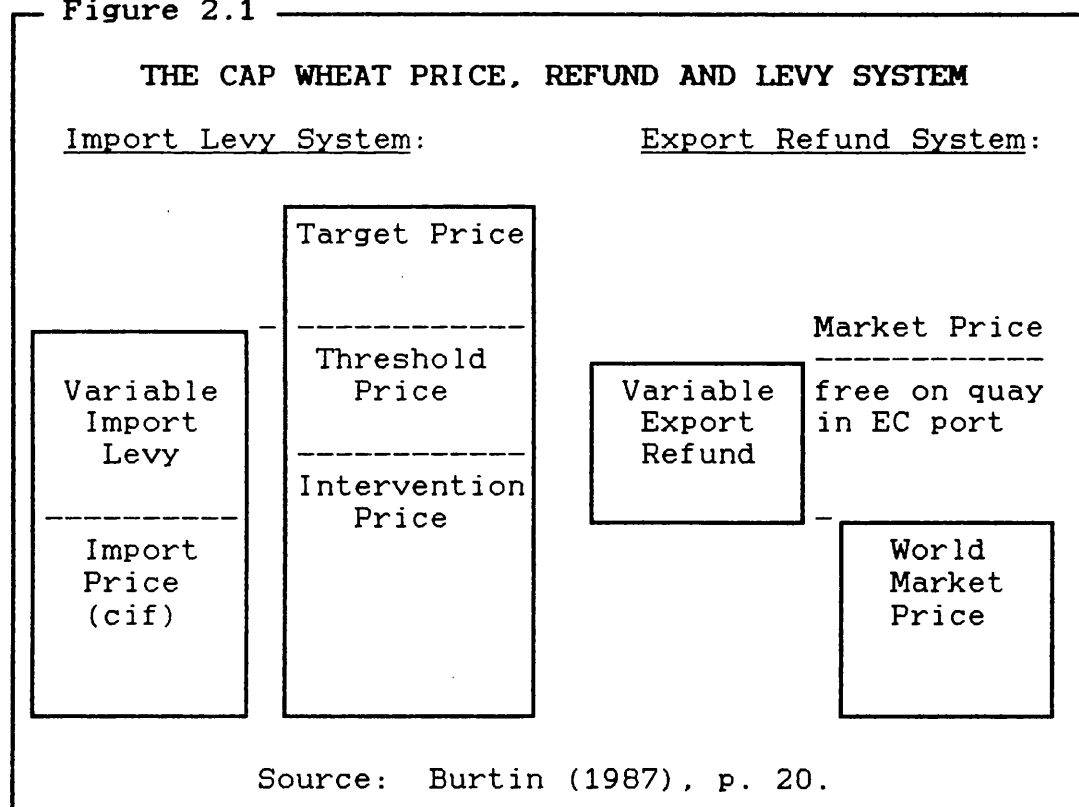 Figure 2.1
THE CAP WHEAT PRICE, REFUND AND LEVY SYSTEM
Import Levy System:
Export Refund System:
Target Price
Threshold
Price
Intervention
Price
Variable
Import
Levy
Import
Price
(cif)
Market Price
free on quay
in EC port
Variable
Export
Refund
World
Market
Price
Source: Burtin (1987), p. 20.